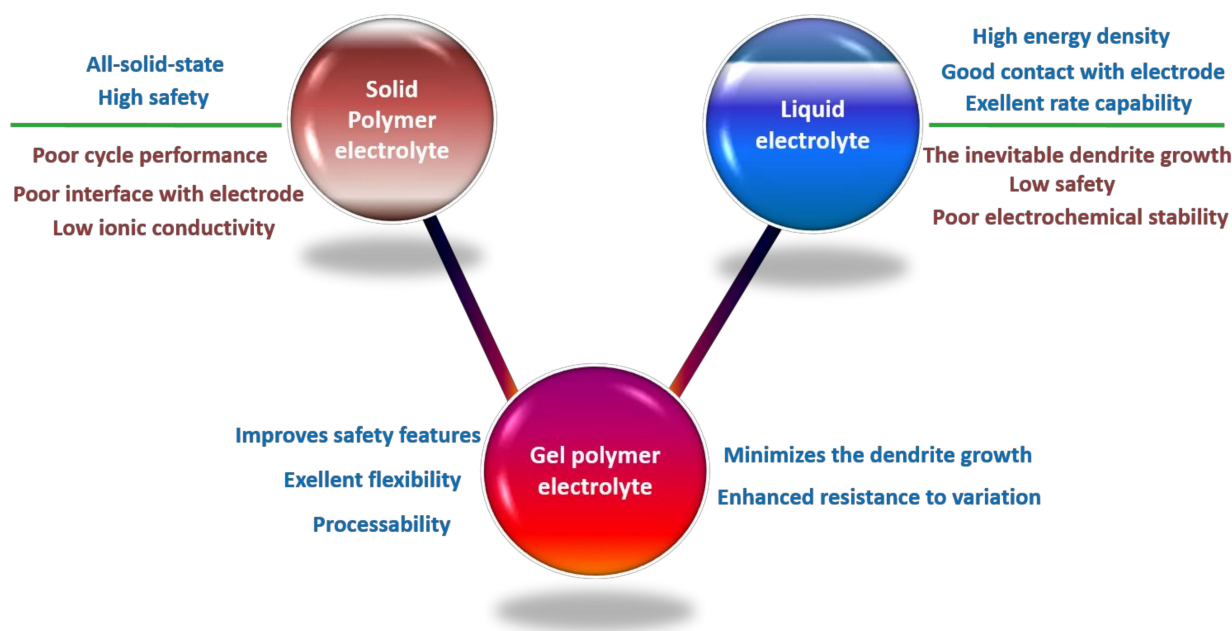 All-solid-state
High safety
Poor cycle performance
Poor interface with electrode
Low ionic conductivity
Solid
Polymer
electrolyte
Liquid
electrolyte
High energy density
Good contact with electrode
Exellent rate capability
The inevitable dendrite growth
Low safety
Poor electrochemical stability
Improves safety features
Exellent flexibility
Processability
Gel polymer
electrolyte
Minimizes the dendrite growth
Enhanced resistance to variation